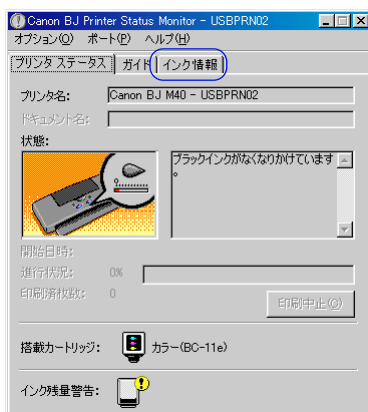 Canon BJ Printer Status Monitor - USBPRN02
オプション(O) ポート(P) ヘルプ(H)
プリンタ ステータス ガイド インク情報
プリンタ名: Canon BJ M40 - USBPRN02
ドキュメント名:
状態:
ブラックインクがなくなりかけています
。
開始日時:
進行状況: 0%
印刷済枚数: 0
印刷中止(C)
搭載カートリッジ: カラー(BC-11e)
インク残量警告: